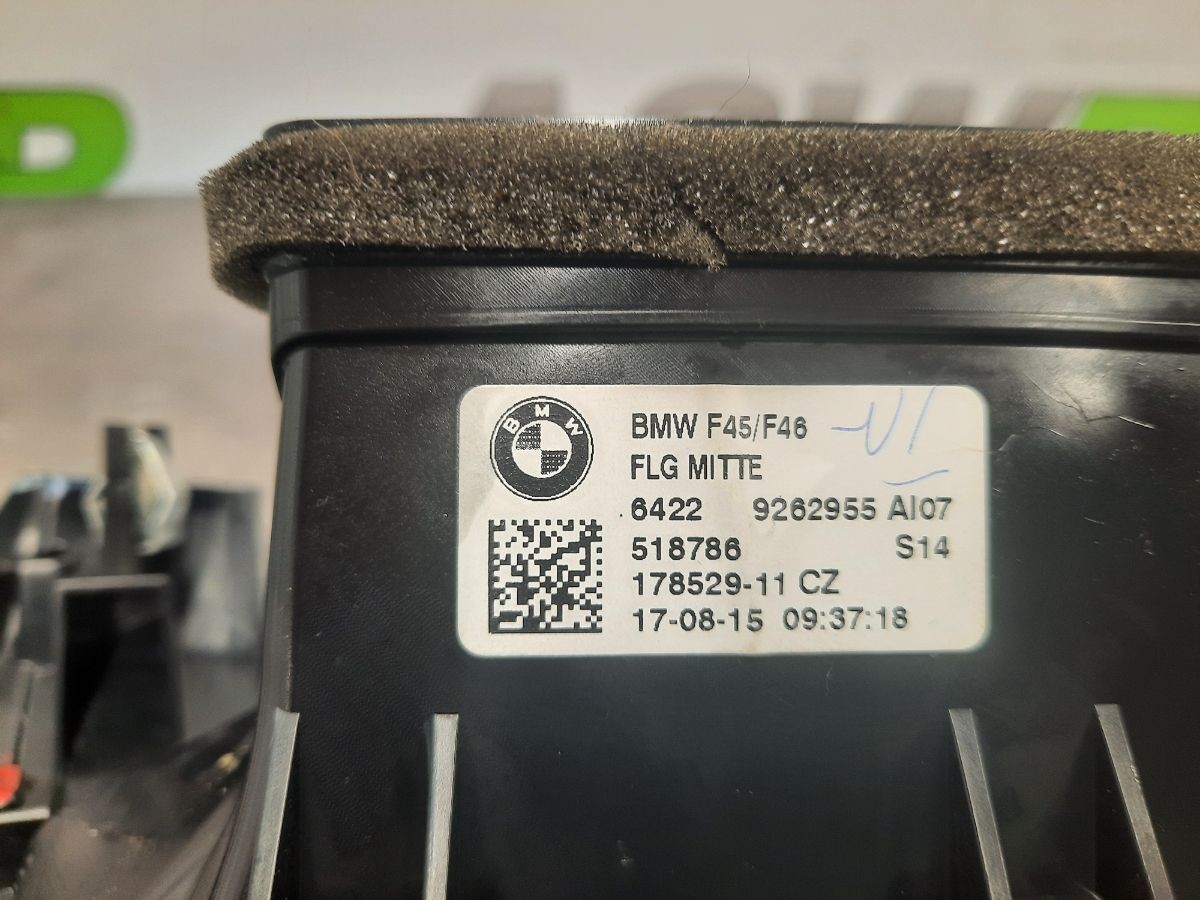 BMW
BMW F45/F46
FLG MITTE
6422 9262955 AI07
518786 S14
178529-11 CZ
17-08-15 09:37:18